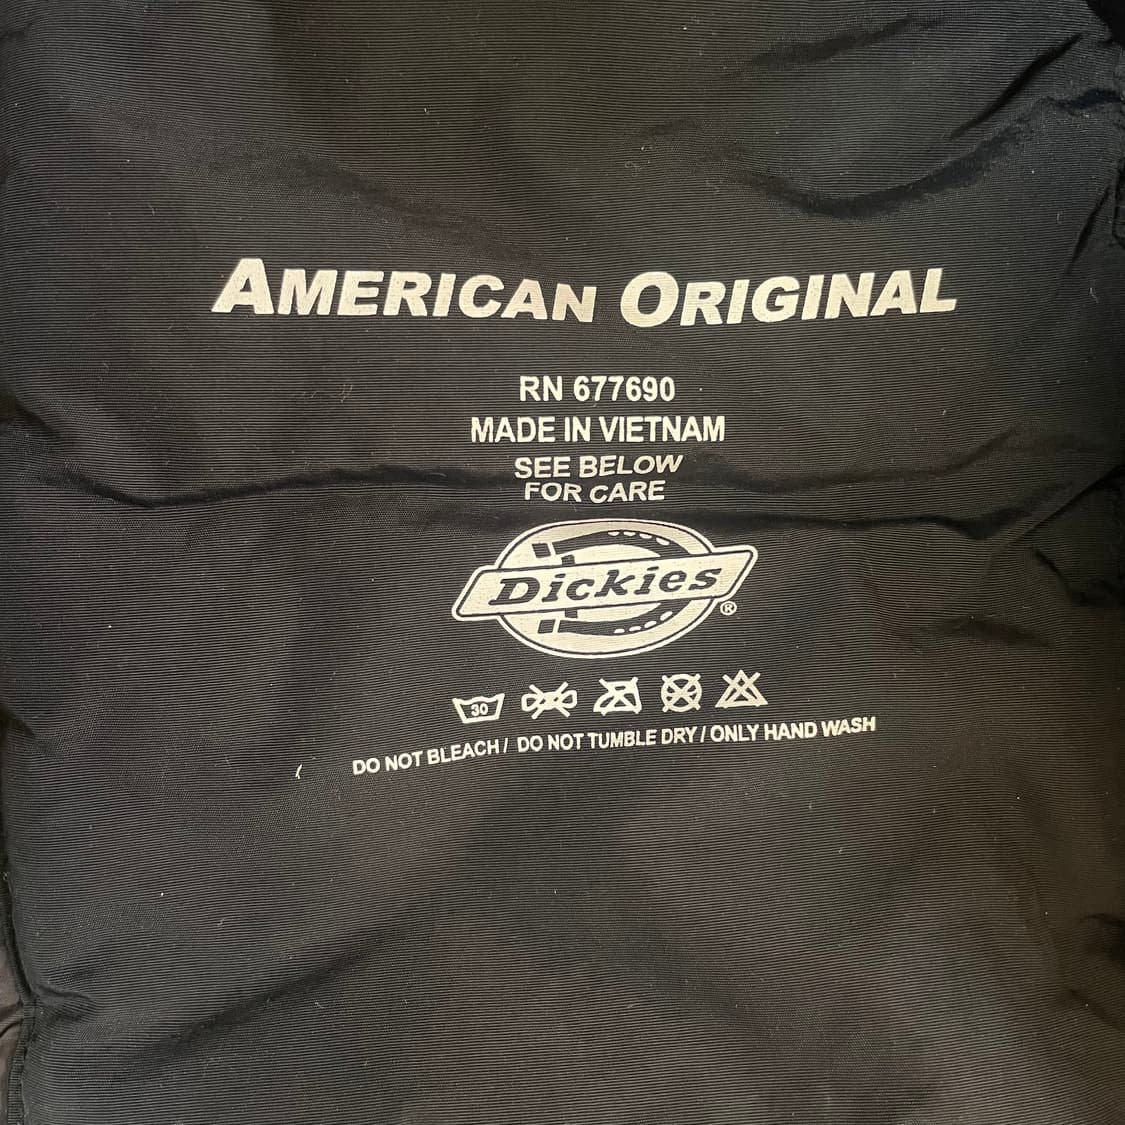 AMERICAN ORIGINAL
RN 677690
MADE IN VIETNAM
SEE BELOW
FOR CARE
Dickies®
30
DO NOT BLEACH / DO NOT TUMBLE DRY / ONLY HAND WASH